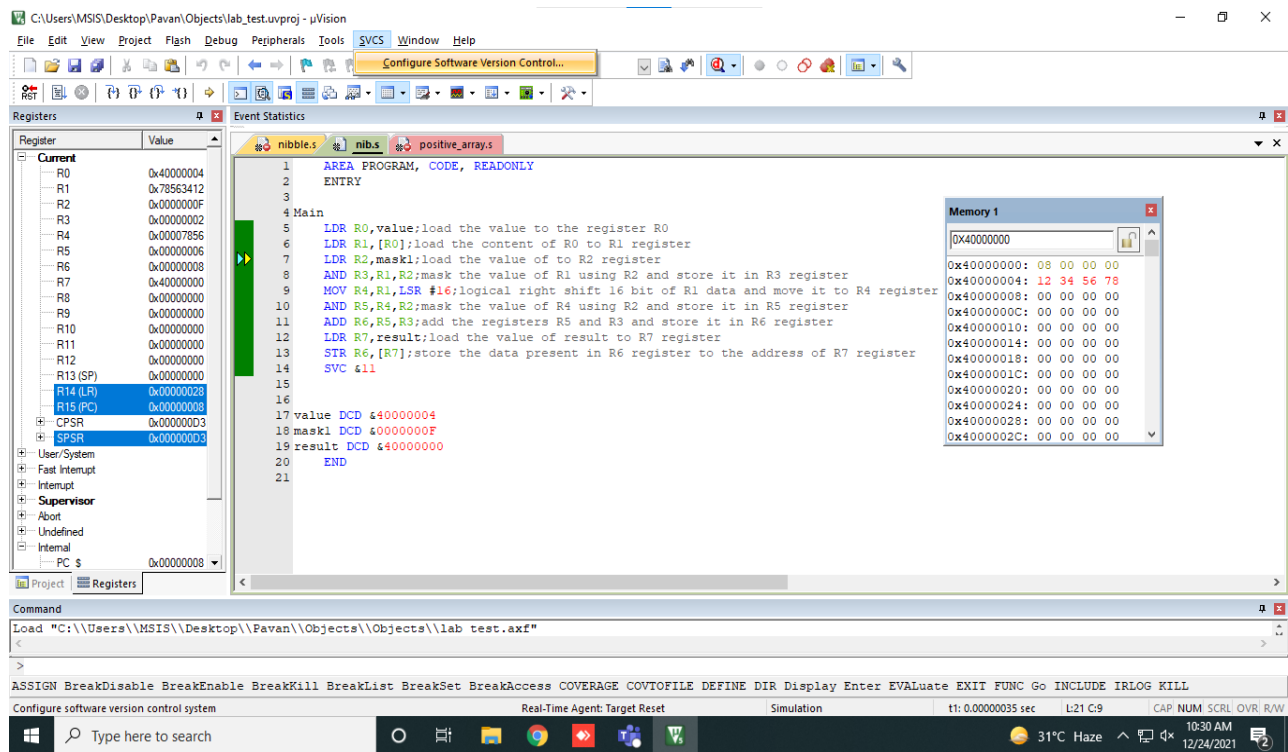 C:\Users\MSIS\Desktop\Pavan\Objects\lab_test.uvproj - µVision
File Edit View Project Flash Debug Peripherals Tools SVCS Window Help
Configure Software Version Control...
RST
Registers
Event Statistics
Register Value
Current
R0 0x40000004
R1 0x78563412
R2 0x0000000F
R3 0x00000002
R4 0x00007856
R5 0x00000006
R6 0x00000008
R7 0x40000000
R8 0x00000000
R9 0x00000000
R10 0x00000000
R11 0x00000000
R12 0x00000000
R13 (SP) 0x00000000
R14 (LR) 0x00000028
R15 (PC) 0x00000008
CPSR 0x000000D3
SPSR 0x000000D3
User/System
Fast Interrupt
Interrupt
Supervisor
Abort
Undefined
Internal
PC $ 0x00000008
Project Registers
nibble.s nib.s positive_array.s
1 AREA PROGRAM, CODE, READONLY
2 ENTRY
3
4 Main
5 LDR R0,value;load the value to the register R0
6 LDR R1,[R0];load the content of R0 to R1 register
7 LDR R2,mask1;load the value of to R2 register
8 AND R3,R1,R2;mask the value of R1 using R2 and store it in R3 register
9 MOV R4,R1,LSR #16;logical right shift 16 bit of R1 data and move it to R4 register
10 AND R5,R4,R2;mask the value of R4 using R2 and store it in R5 register
11 ADD R6,R5,R3;add the registers R5 and R3 and store it in R6 register
12 LDR R7,result;load the value of result to R7 register
13 STR R6,[R7];store the data present in R6 register to the address of R7 register
14 SVC &11
15
16
17 value DCD &40000004
18 mask1 DCD &0000000F
19 result DCD &40000000
20 END
21
Memory 1
0X40000000
0x40000000: 08 00 00 00
0x40000004: 12 34 56 78
0x40000008: 00 00 00 00
0x4000000C: 00 00 00 00
0x40000010: 00 00 00 00
0x40000014: 00 00 00 00
0x40000018: 00 00 00 00
0x4000001C: 00 00 00 00
0x40000020: 00 00 00 00
0x40000024: 00 00 00 00
0x40000028: 00 00 00 00
0x4000002C: 00 00 00 00
Command
Load "C:\\Users\\MSIS\\Desktop\\Pavan\\Objects\\Objects\\lab test.axf"
>
ASSIGN BreakDisable BreakEnable BreakKill BreakList BreakSet BreakAccess COVERAGE COVTOFILE DEFINE DIR Display Enter EVALuate EXIT FUNC Go INCLUDE IRLOG KILL
Configure software version control system Real-Time Agent: Target Reset Simulation t1: 0.00000035 sec L:21 C:9 CAP NUM SCRL OVR R/W
Type here to search
31°C Haze
10:30 AM
12/24/2021
2